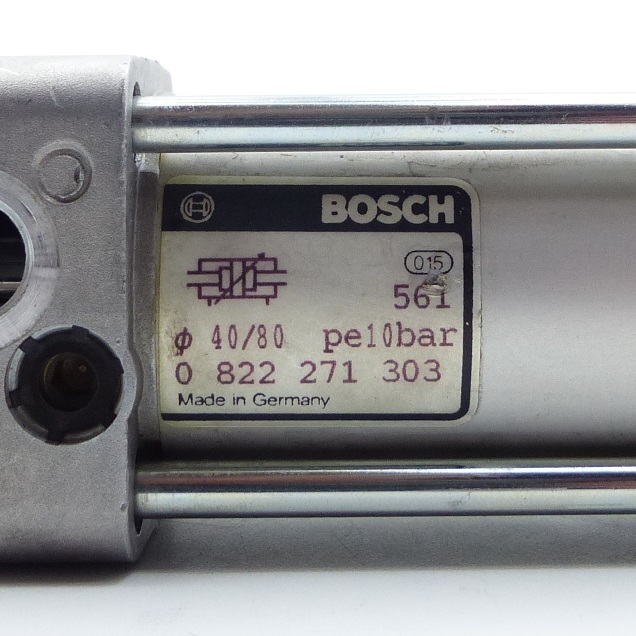 BOSCH
015
561
ϕ 40/80 pe10bar
0 822 271 303
Made in Germany